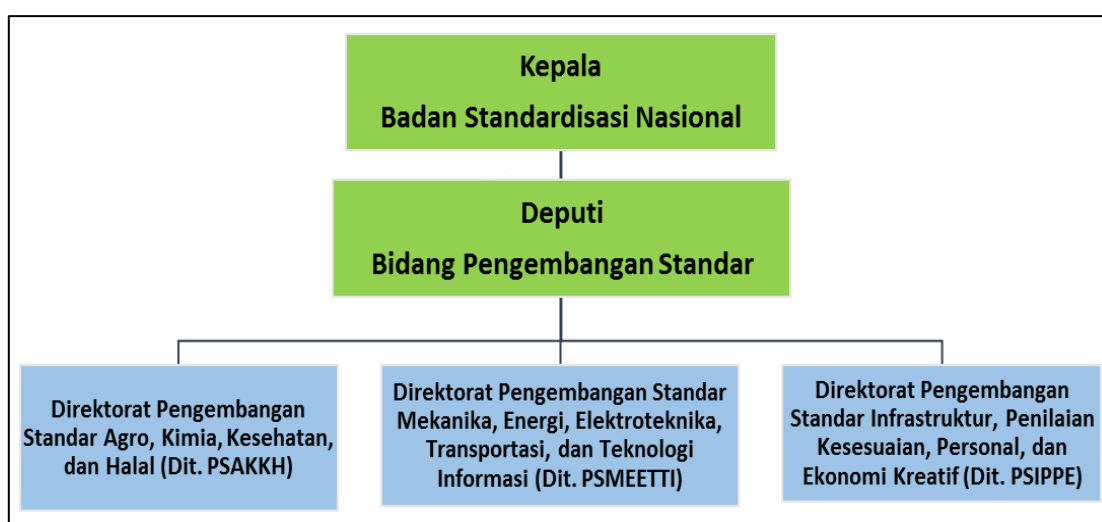 Kepala
Badan Standardisasi Nasional
Deputi
Bidang Pengembangan Standar
Direktorat Pengembangan
Standar Agro, Kimia, Kesehatan,
dan Halal (Dit. PSAKKH)
Direktorat Pengembangan Standar
Mekanika, Energi, Elektroteknika,
Transportasi, dan Teknologi
Informasi (Dit. PSMEETTI)
Direktorat Pengembangan
Standar Infrastruktur, Penilaian
Kesesuaian, Personal, dan
Ekonomi Kreatif (Dit. PSIPPE)